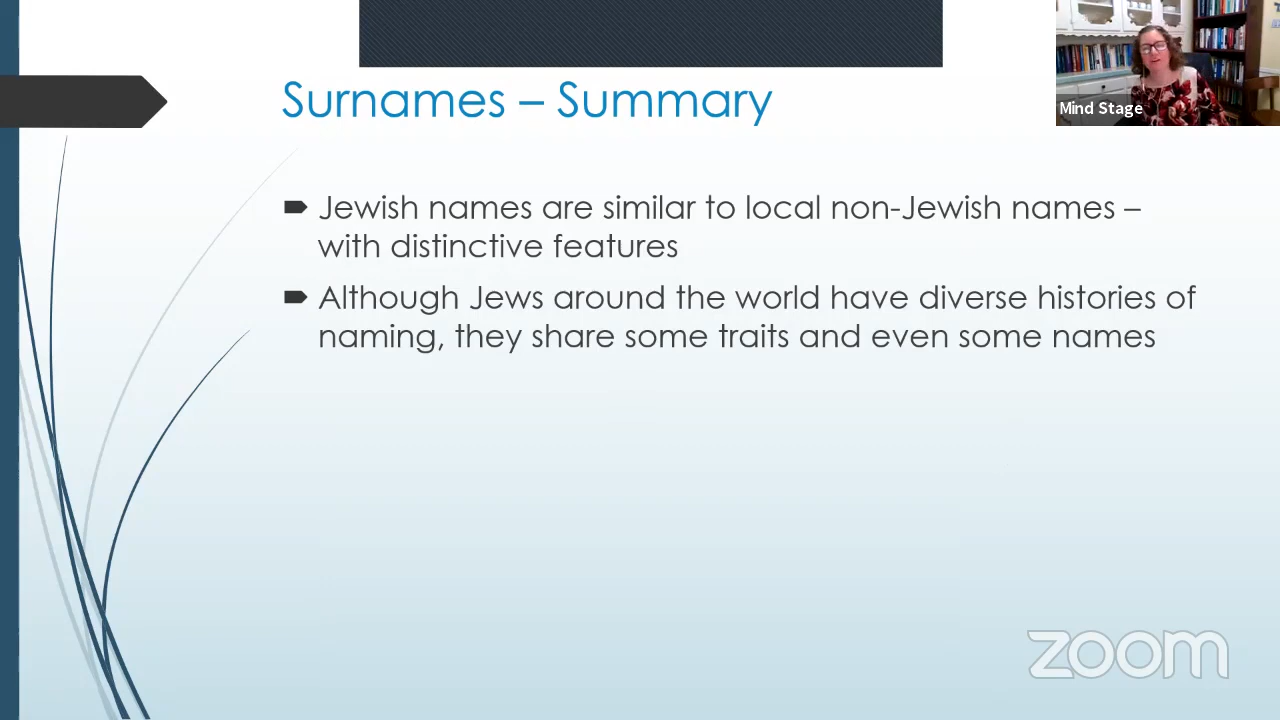 Surnames – Summary
Mind Stage
Jewish names are similar to local non-Jewish names –
with distinctive features
Although Jews around the world have diverse histories of
naming, they share some traits and even some names
zoom